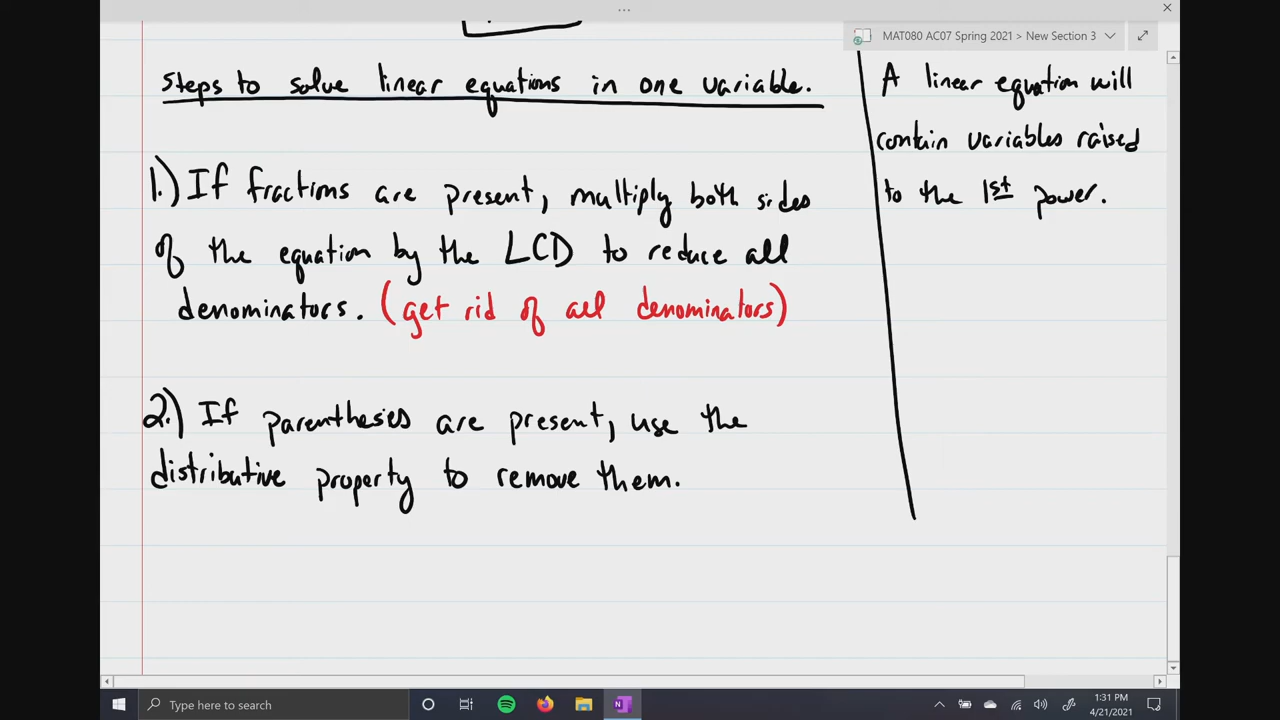 MAT080 AC07 Spring 2021 > New Section 3
steps to solve linear equations in one variable.
1.) If fractions are present, multiply both sides
of the equation by the LCD to reduce all
denominators. (get rid of all denominators)
2.) If parentheses are present, use the
distributive property to remove them.
A linear equation will
contain variables raised
to the 1st power.
Type here to search
1:31 PM
4/21/2021